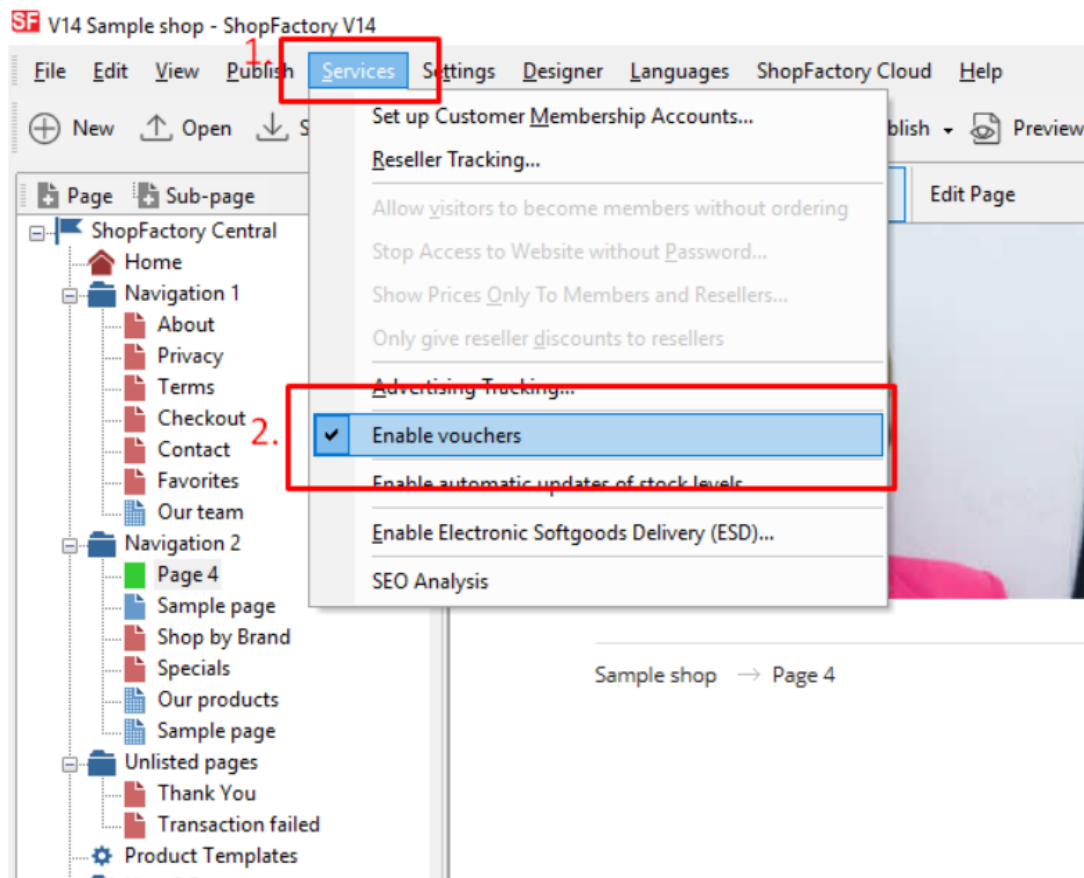 SF V14 Sample shop - ShopFactory V14
1.
File Edit View Publish Services Settings Designer Languages ShopFactory Cloud Help
New Open Preview
Page Sub-page
Edit Page
Set up Customer Membership Accounts...
Reseller Tracking...
Allow visitors to become members without ordering
Stop Access to Website without Password...
Show Prices Only To Members and Resellers...
Only give reseller discounts to resellers
Advertising Tracking...
2.
Enable vouchers
Enable automatic updates of stock levels
Enable Electronic Softgoods Delivery (ESD)...
SEO Analysis
ShopFactory Central
Home
Navigation 1
About
Privacy
Terms
Checkout
Contact
Favorites
Our team
Navigation 2
Page 4
Sample page
Shop by Brand
Specials
Our products
Sample page
Unlisted pages
Thank You
Transaction failed
Product Templates
Sample shop → Page 4